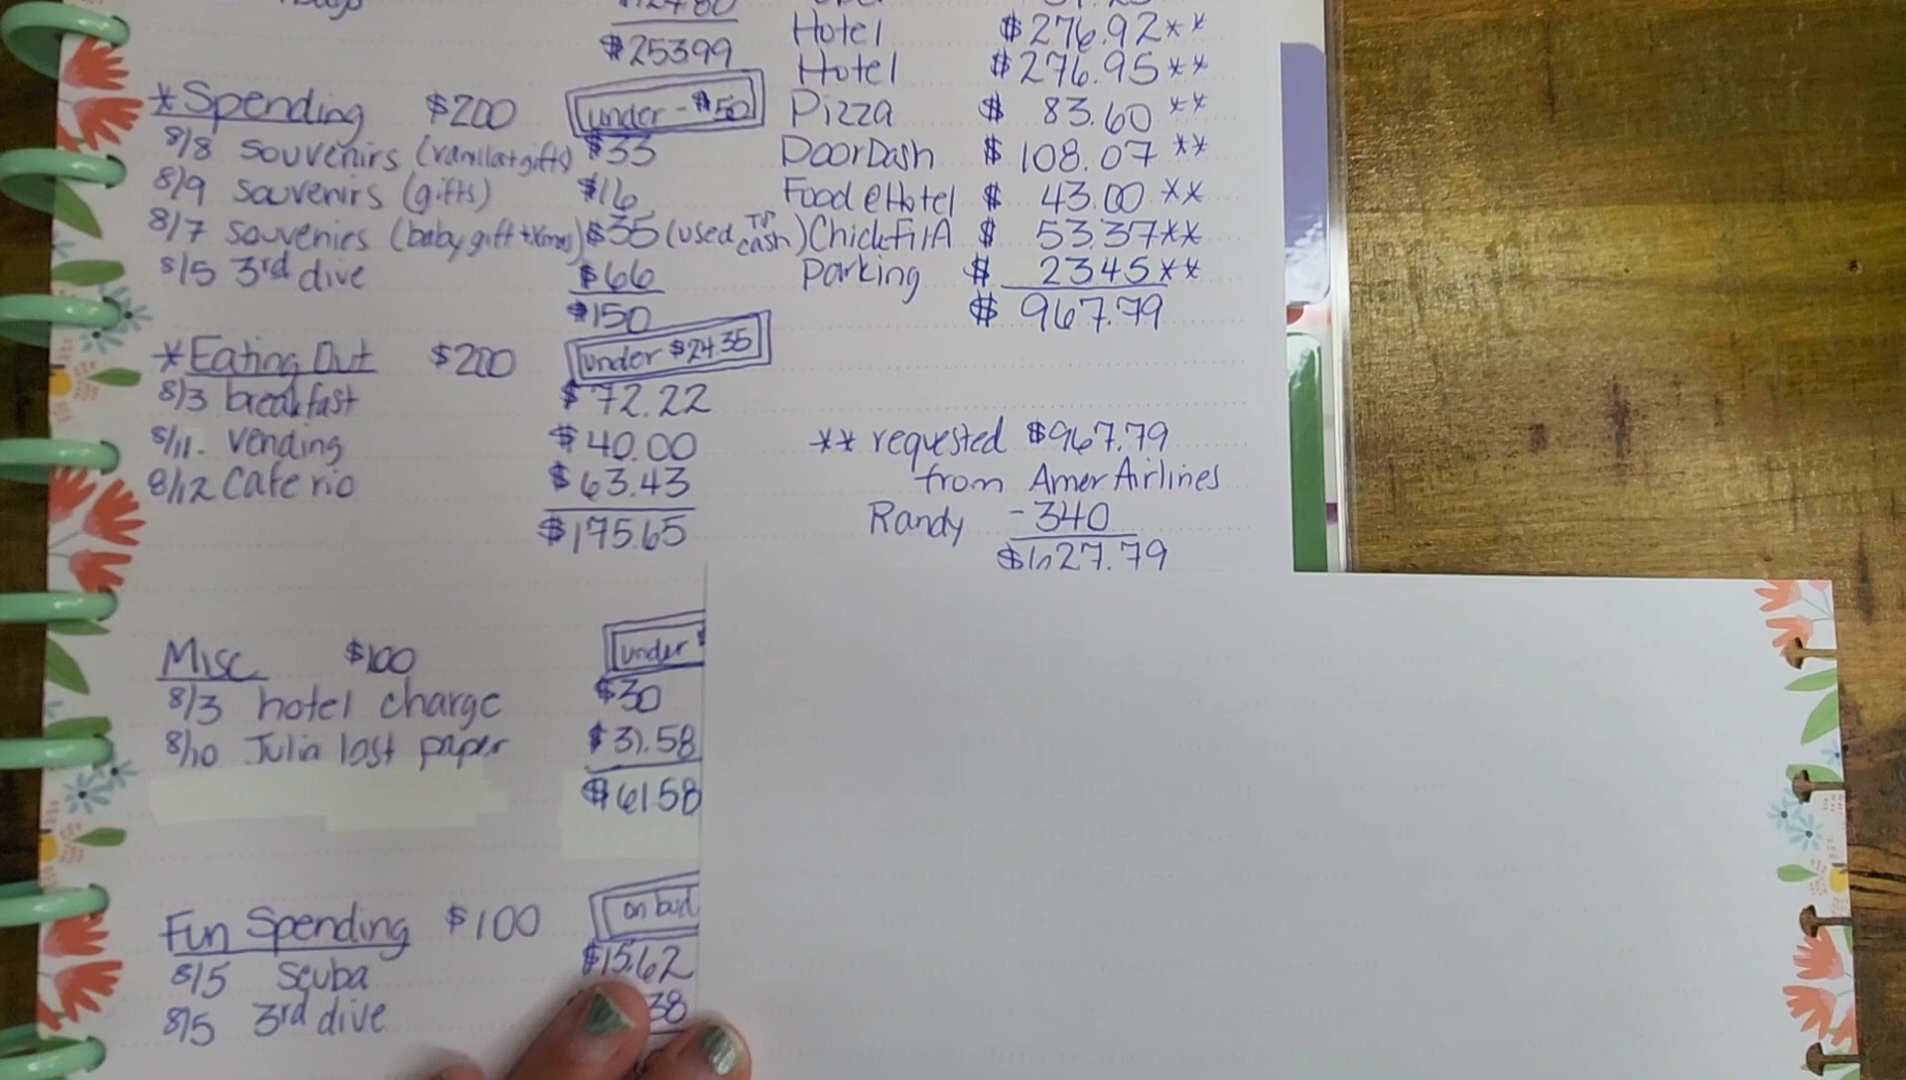 $253.99
*Spending $200 under - $50
8/8 souvenirs (vanilla+gifts) $33
8/9 souvenirs (gifts) $16
8/7 souvenies (baby gift + Xmas) $35 (used TP cash)
8/5 3rd dive $66
$150
*Eating Out $200 under $24.35
8/3 breakfast $72.22
8/11. vending $40.00
8/12 Cafe rio $63.43
$175.65
Misc. $100 under
8/3 hotel charge $30
8/10 Julia lost paper $31.58
$61.58
Fun Spending $100 on bud
8/5 scuba $15.62
8/5 3rd dive 38
Hotel $276.92**
Hotel $276.95**
Pizza $ 83.60 **
DoorDash $ 108.07 **
Food @ Hotel $ 43.00 **
ChickFilA $ 53.37**
parking $ 23.45**
$ 967.79
** requested $967.79
from Amer Airlines
Randy - 340
$627.79